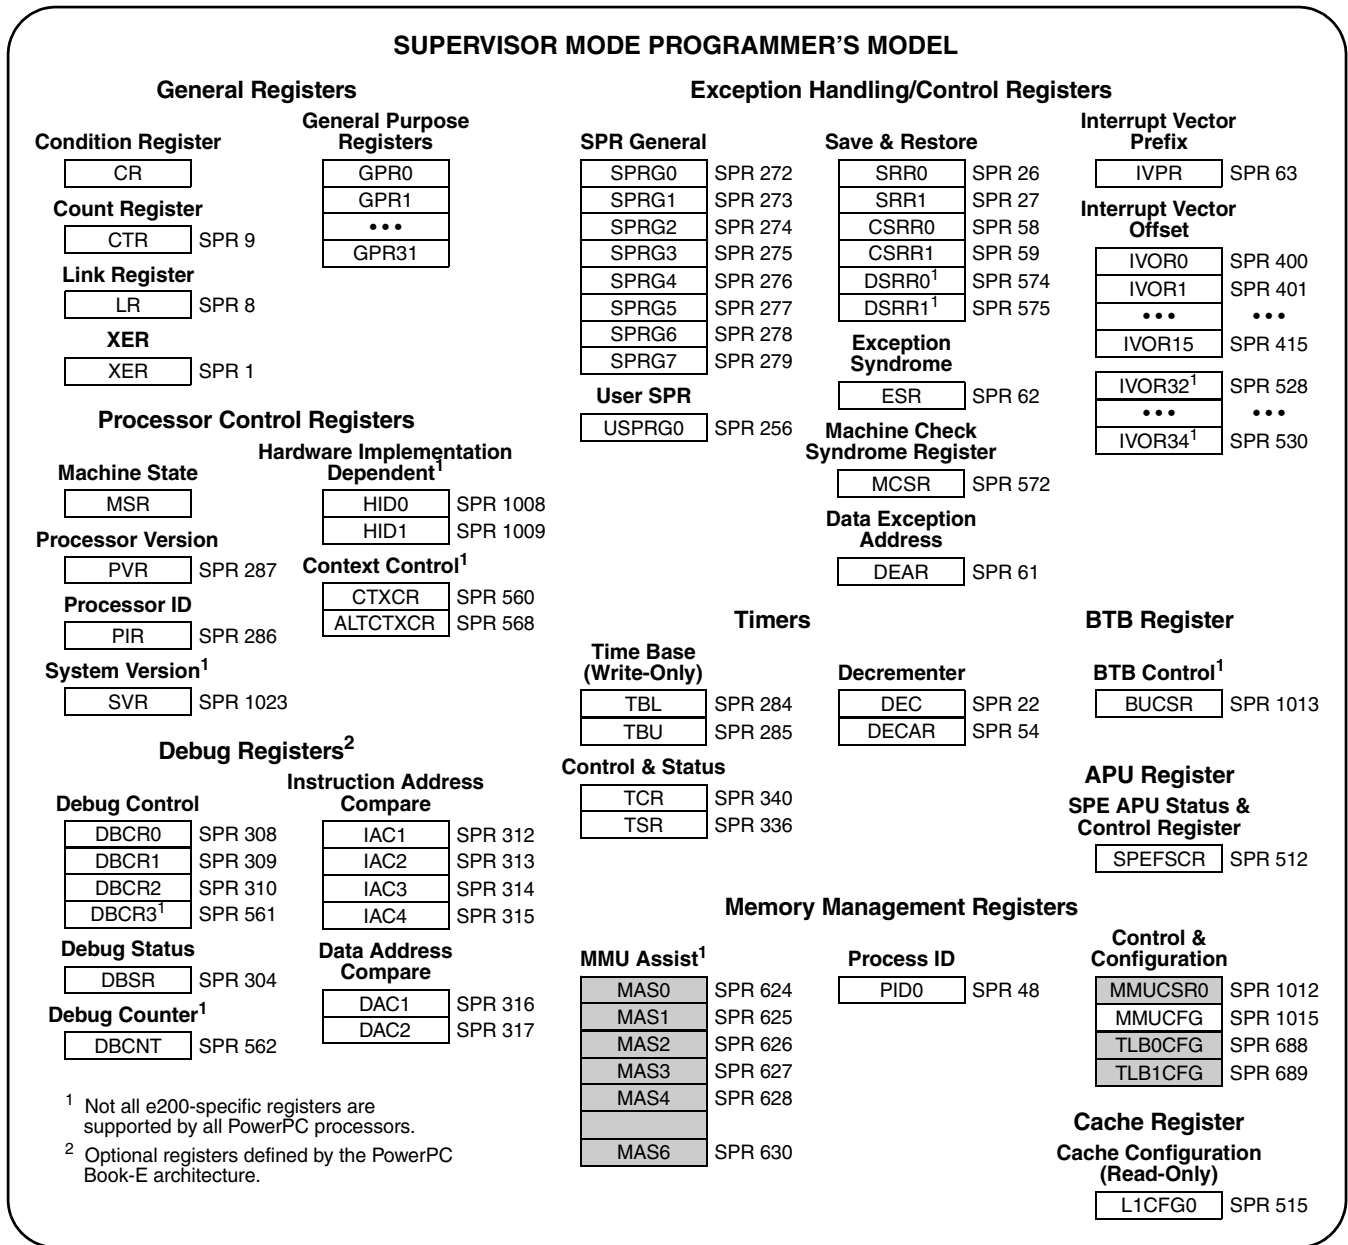 SUPERVISOR MODE PROGRAMMER'S MODEL
General Registers
Condition Register
CR
Count Register
CTR SPR 9
Link Register
LR SPR 8
XER
XER SPR 1
General Purpose
Registers
GPR0
GPR1
•••
GPR31
Processor Control Registers
Machine State
MSR
Processor Version
PVR SPR 287
Processor ID
PIR SPR 286
System Version1
SVR SPR 1023
Hardware Implementation
Dependent1
HID0 SPR 1008
HID1 SPR 1009
Context Control1
CTXCR SPR 560
ALTCTXCR SPR 568
Debug Registers2
Debug Control
DBCR0 SPR 308
DBCR1 SPR 309
DBCR2 SPR 310
DBCR31 SPR 561
Debug Status
DBSR SPR 304
Debug Counter1
DBCNT SPR 562
Instruction Address
Compare
IAC1 SPR 312
IAC2 SPR 313
IAC3 SPR 314
IAC4 SPR 315
Data Address
Compare
DAC1 SPR 316
DAC2 SPR 317
1 Not all e200-specific registers are
supported by all PowerPC processors.
2 Optional registers defined by the PowerPC
Book-E architecture.
Exception Handling/Control Registers
SPR General
SPRG0 SPR 272
SPRG1 SPR 273
SPRG2 SPR 274
SPRG3 SPR 275
SPRG4 SPR 276
SPRG5 SPR 277
SPRG6 SPR 278
SPRG7 SPR 279
User SPR
USPRG0 SPR 256
Save & Restore
SRR0 SPR 26
SRR1 SPR 27
CSRR0 SPR 58
CSRR1 SPR 59
DSRR01 SPR 574
DSRR11 SPR 575
Exception
Syndrome
ESR SPR 62
Machine Check
Syndrome Register
MCSR SPR 572
Data Exception
Address
DEAR SPR 61
Interrupt Vector
Prefix
IVPR SPR 63
Interrupt Vector
Offset
IVOR0 SPR 400
IVOR1 SPR 401
••• •••
IVOR15 SPR 415
IVOR321 SPR 528
••• •••
IVOR341 SPR 530
Timers
Time Base
(Write-Only)
TBL SPR 284
TBU SPR 285
Control & Status
TCR SPR 340
TSR SPR 336
Decrementer
DEC SPR 22
DECAR SPR 54
BTB Register
BTB Control1
BUCSR SPR 1013
APU Register
SPE APU Status &
Control Register
SPEFSCR SPR 512
Memory Management Registers
MMU Assist1
MAS0 SPR 624
MAS1 SPR 625
MAS2 SPR 626
MAS3 SPR 627
MAS4 SPR 628
MAS6 SPR 630
Process ID
PID0 SPR 48
Control &
Configuration
MMUCSR0 SPR 1012
MMUCFG SPR 1015
TLB0CFG SPR 688
TLB1CFG SPR 689
Cache Register
Cache Configuration
(Read-Only)
L1CFG0 SPR 515